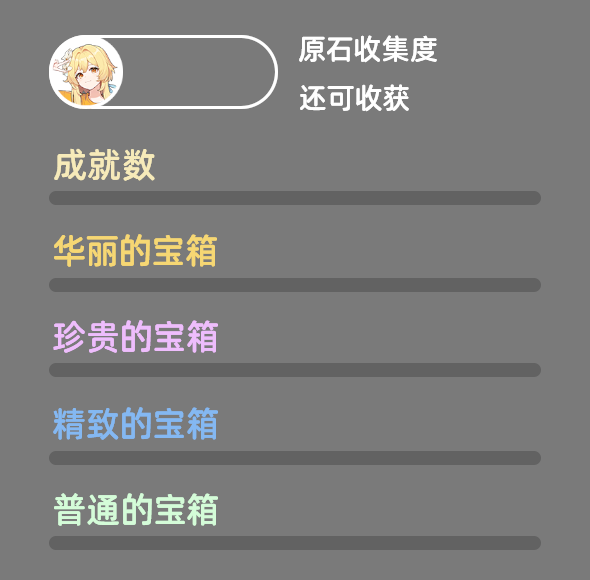 原石收集度
还可收获
成就数
华丽的宝箱
珍贵的宝箱
精致的宝箱
普通的宝箱